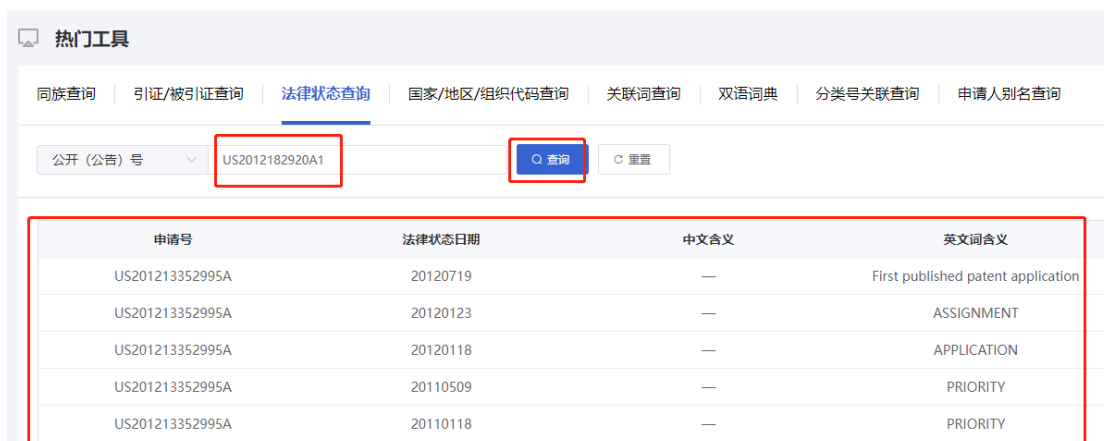 热门工具
同族查询 引证/被引证查询 法律状态查询 国家/地区/组织代码查询 关联词查询 双语词典 分类号关联查询 申请人别名查询
公开（公告）号 US2012182920A1 查询 重置
申请号 法律状态日期 中文含义 英文词含义
US201213352995A 20120719 — First published patent application
US201213352995A 20120123 — ASSIGNMENT
US201213352995A 20120118 — APPLICATION
US201213352995A 20110509 — PRIORITY
US201213352995A 20110118 — PRIORITY